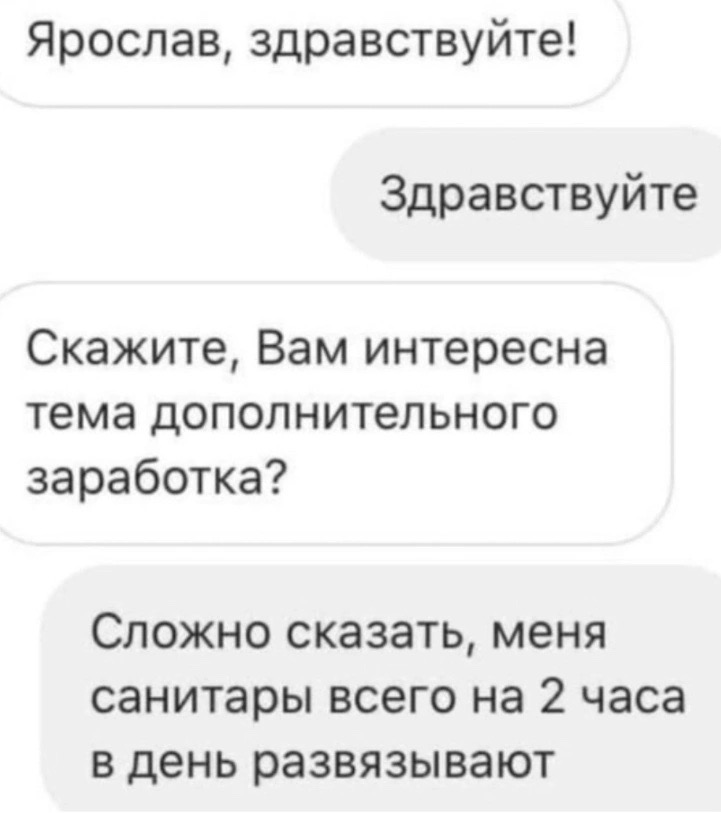 Ярослав, здравствуйте!
Здравствуйте
Скажите, Вам интересна
тема дополнительного
заработка?
Сложно сказать, меня
санитары всего на 2 часа
в день развязывают